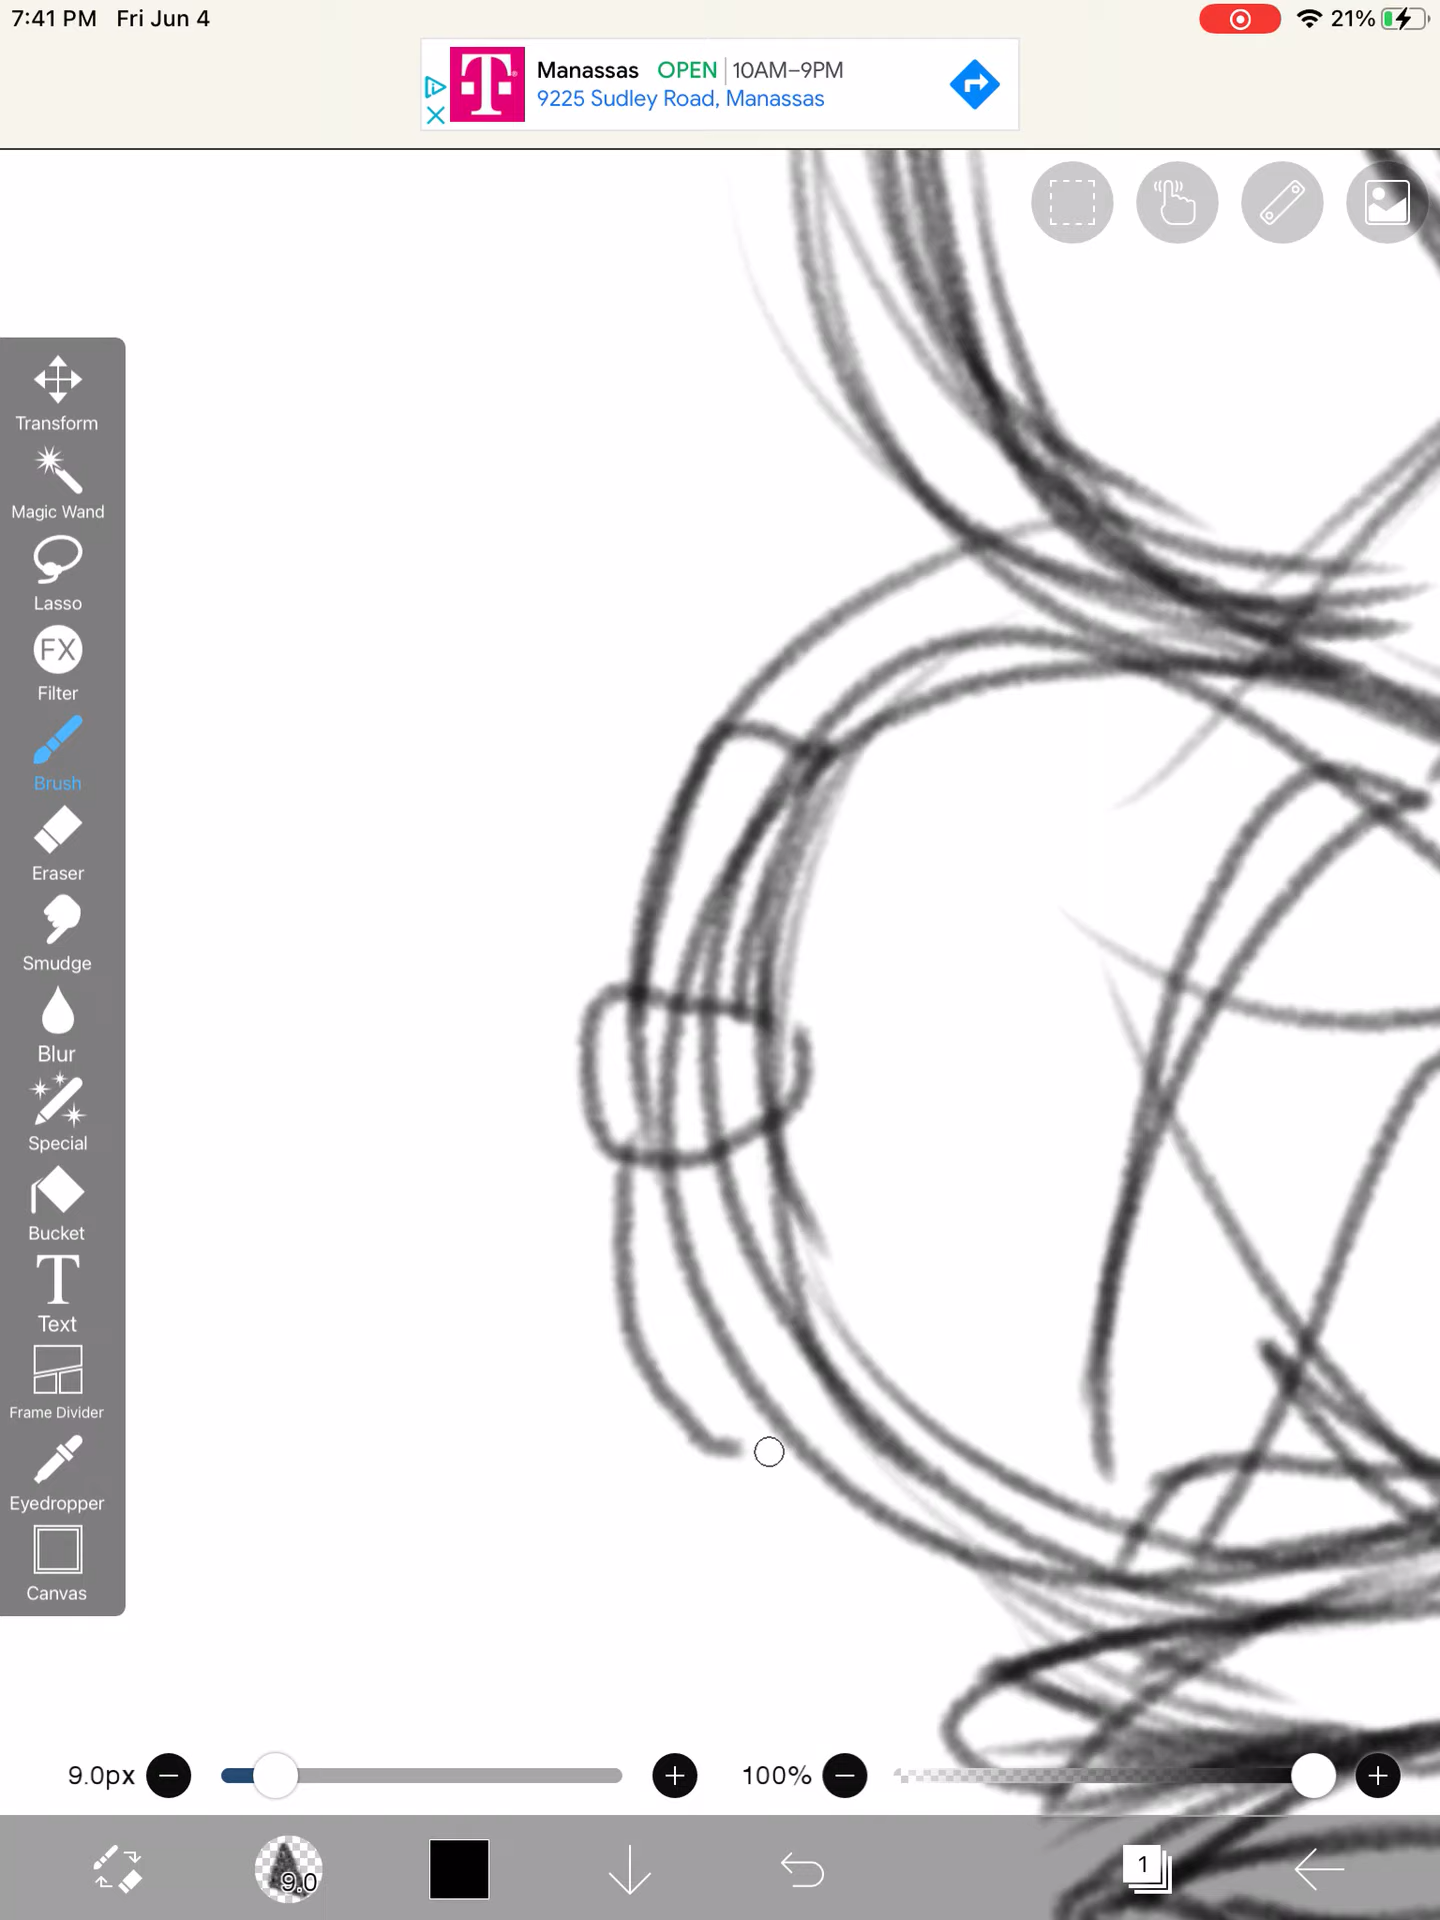 7:41 PM Fri Jun 4
21%
T
Manassas OPEN 10AM–9PM
9225 Sudley Road, Manassas
Transform
Magic Wand
Lasso
FX
Filter
Brush
Eraser
Smudge
Blur
Special
Bucket
T
Text
Frame Divider
Eyedropper
Canvas
9.0px
100%
9.0
1